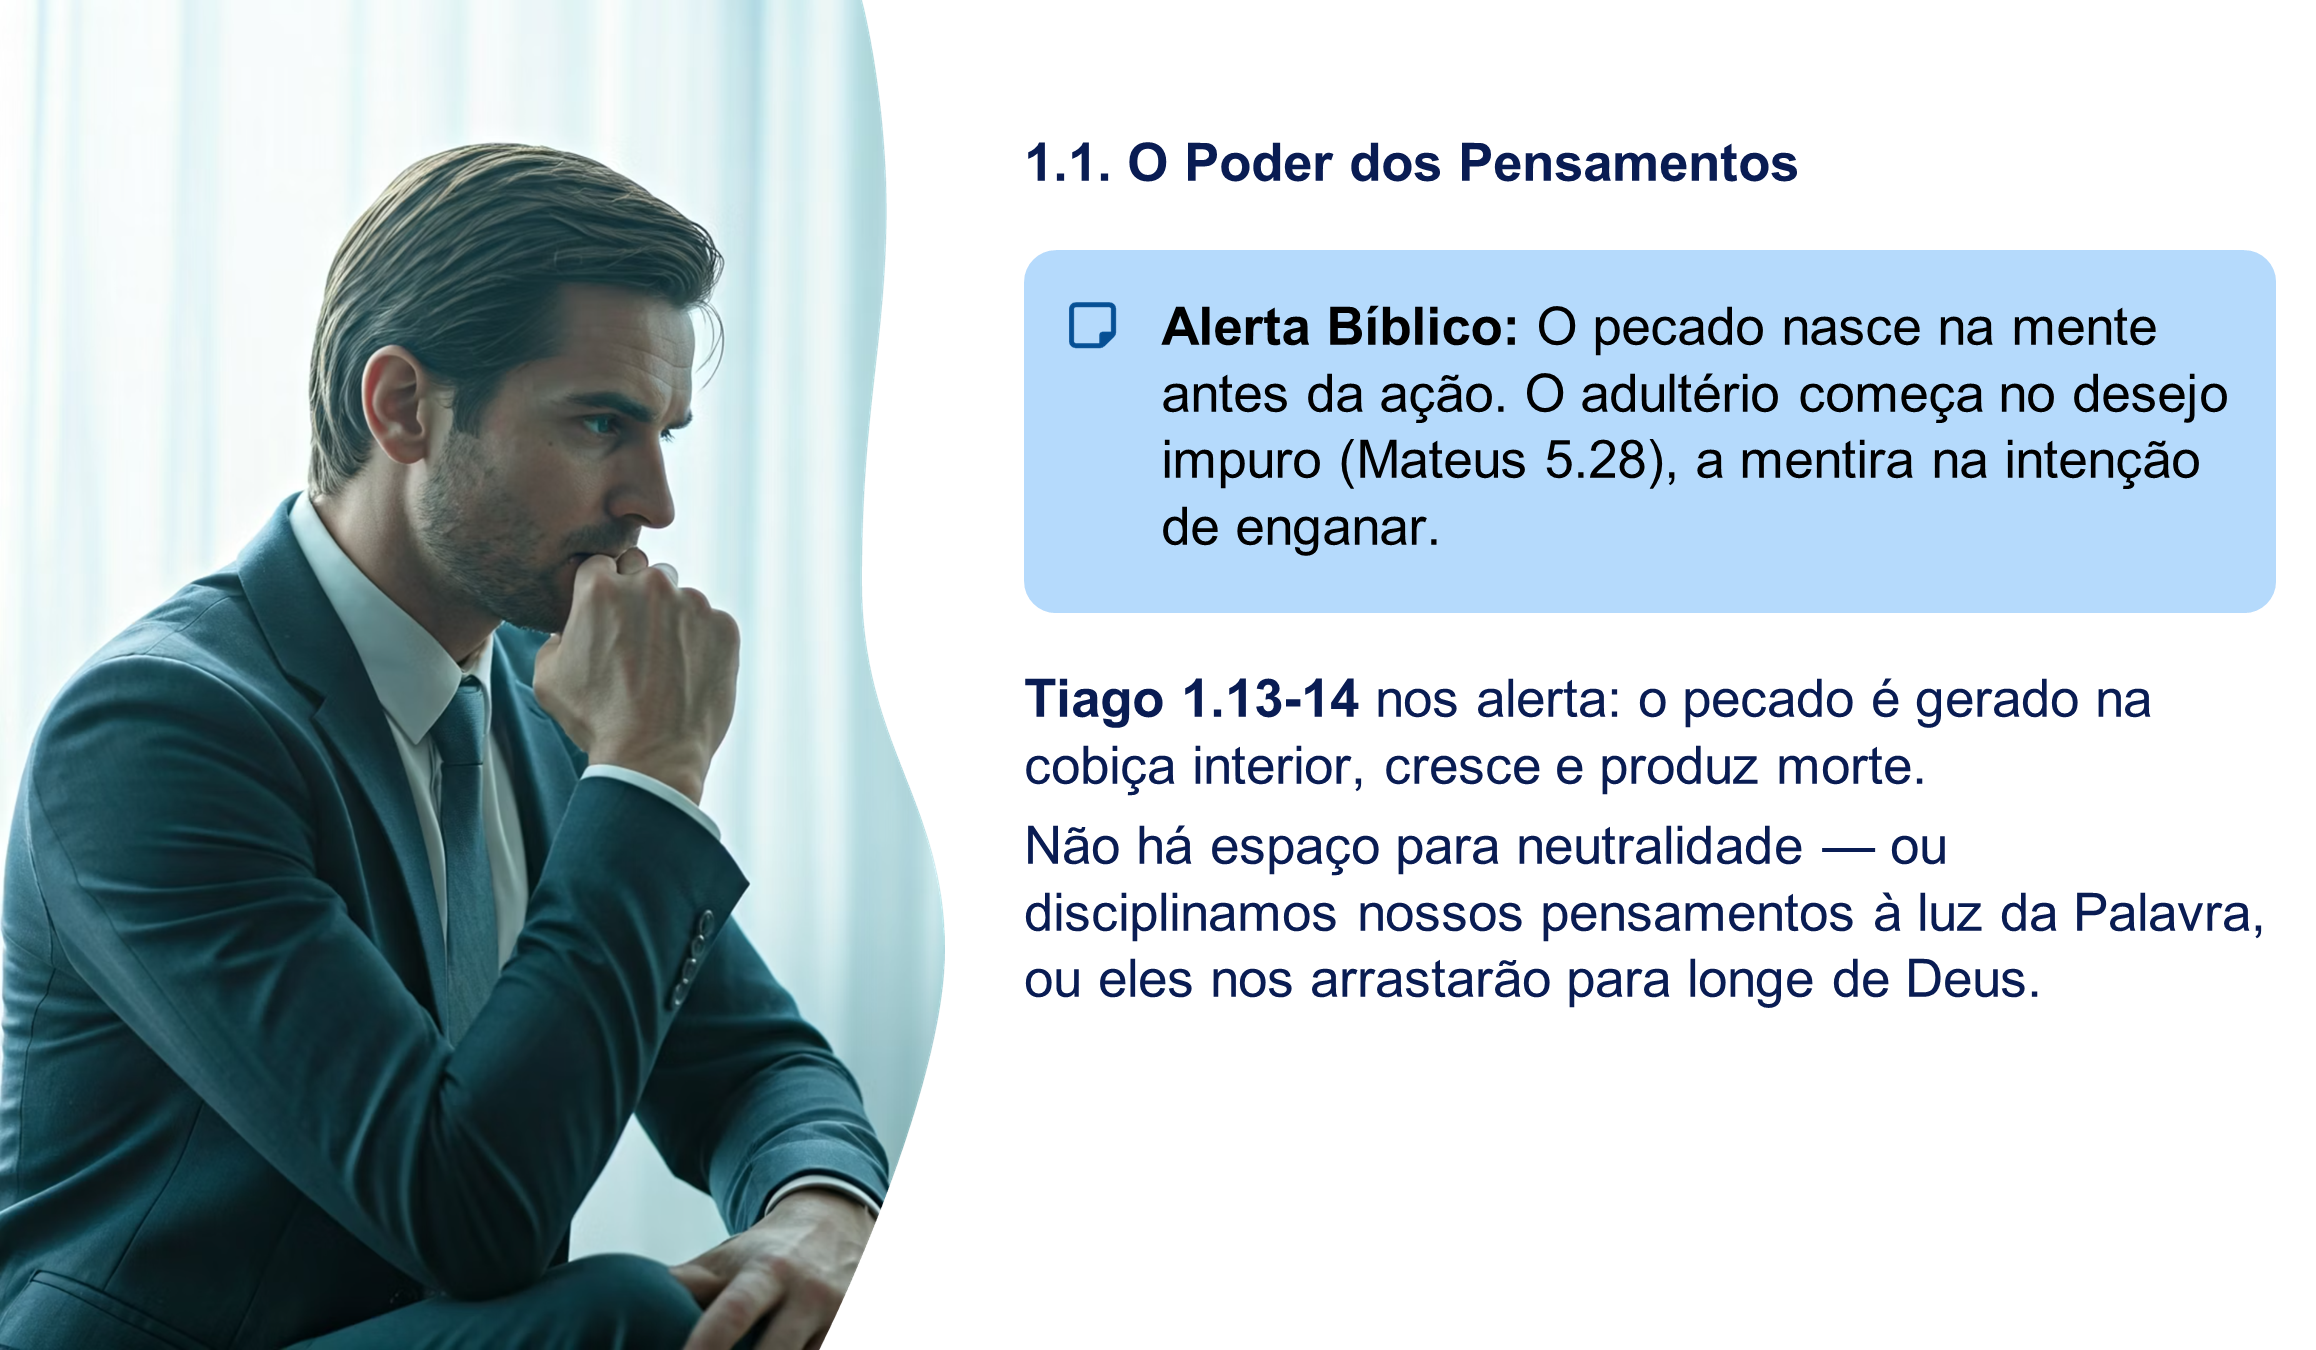 1.1. O Poder dos Pensamentos
Alerta Bíblico: O pecado nasce na mente
antes da ação. O adultério começa no desejo
impuro (Mateus 5.28), a mentira na intenção
de enganar.
Tiago 1.13-14 nos alerta: o pecado é gerado na
cobiça interior, cresce e produz morte.
Não há espaço para neutralidade — ou
disciplinamos nossos pensamentos à luz da Palavra,
ou eles nos arrastarão para longe de Deus.